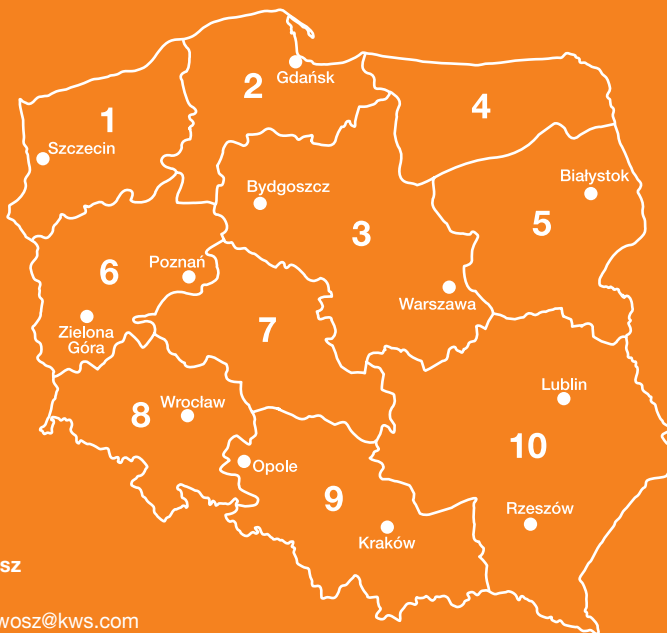 2
Gdańsk
1
4
Szczecin
Białystok
Bydgoszcz
3
5
Poznań
6
Warszawa
Zielona
Góra
7
Lublin
8
Wrocław
10
Opole
9
Rzeszów
Kraków
sz
wosz@kws.com